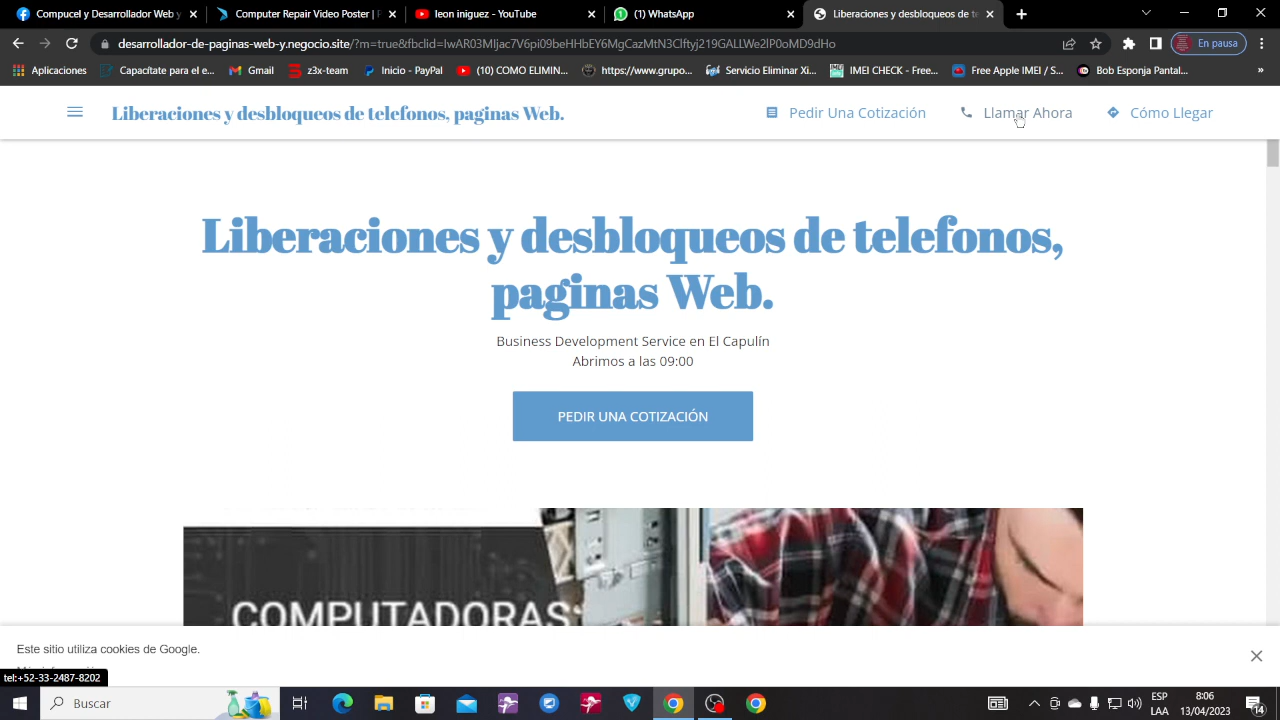 Facebook Web y
Computer Repair Video Poster | P
leon iniguez - YouTube
(1) WhatsApp
Liberaciones y desbloqueos de te
desarrollador-de-paginas-web-y.negocio.site/?m=true&fbclid=IwAR03MIjac7V6pi09beHHbEY6MgCazMtN3Clftyj219GALLWe2lP0oMD9dHo
En pausa
Aplicaciones
Capacítate para el e...
Gmail
z3x-team
Inicio - PayPal
(10) COMO ELIMIN...
https://www.grupo...
Servicio Eliminar Xi...
IMEI CHECK - Free...
Free Apple IMEI / S...
Bob Esponja Pantal...
»
Liberaciones y desbloqueos de telefonos, paginas Web.
Pedir Una Cotización
Llamar Ahora
Cómo Llegar
Liberaciones y desbloqueos de telefonos,
paginas Web.
Business Development Service en El Capulín
Abrimos a las 09:00
PEDIR UNA COTIZACIÓN
COMPUTADORAS
Este sitio utiliza cookies de Google.
tel:+52-33-2487-8202
Buscar
ESP
LAA
8:06
13/04/2023